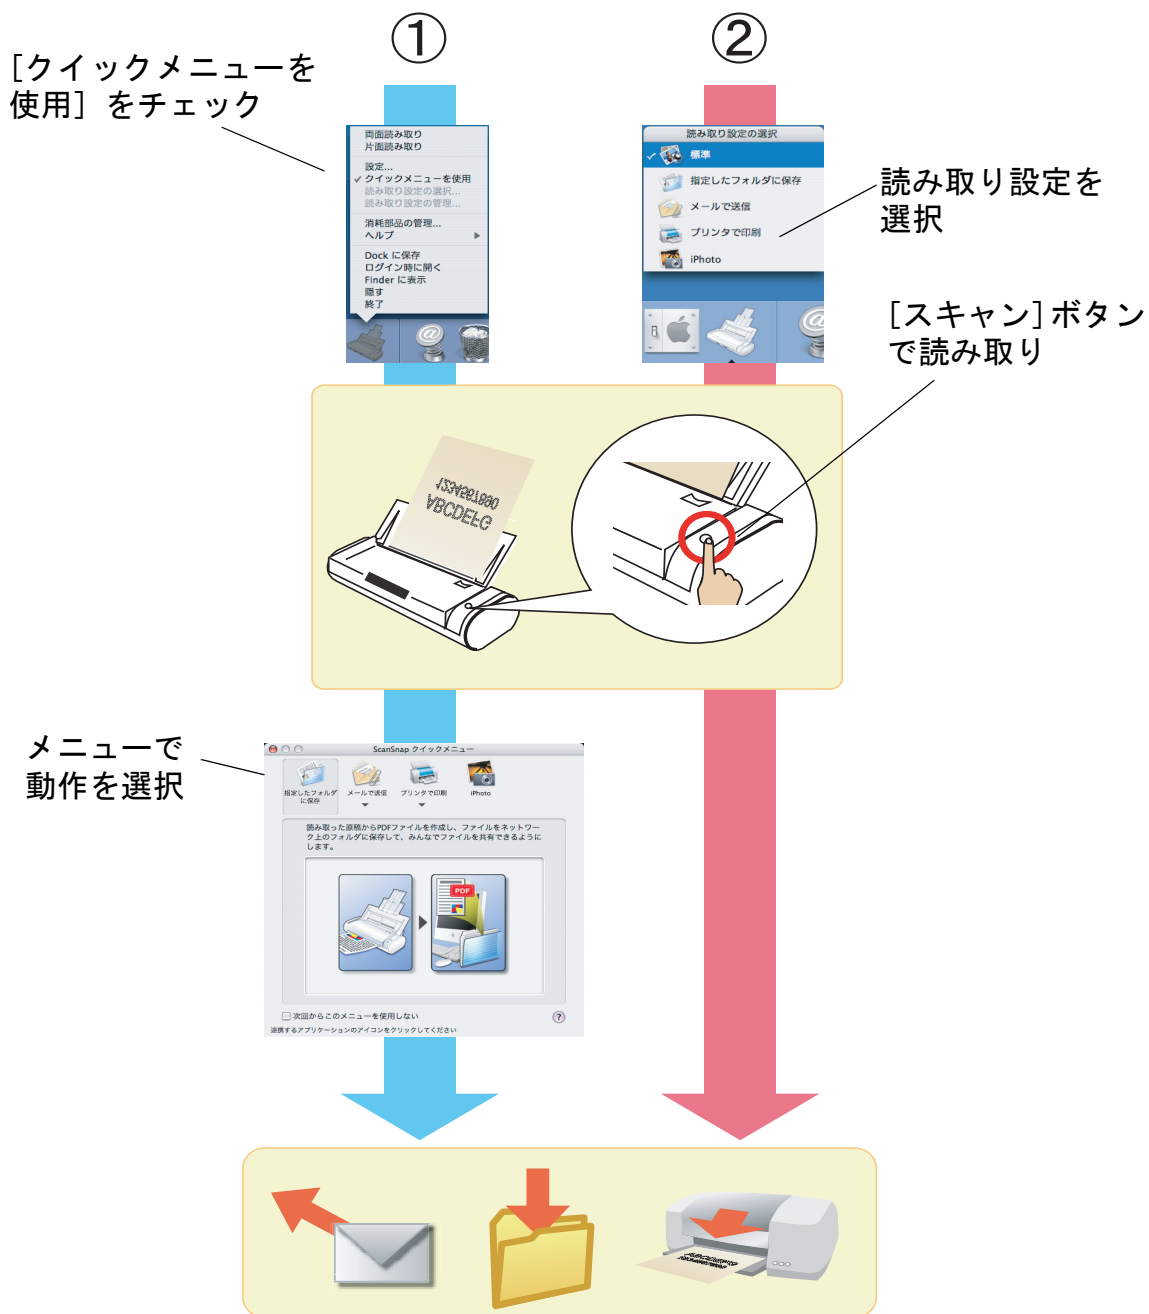 ①
②
[クイックメニューを
使用] をチェック
両面読み取り
片面読み取り
設定...
✓ クイックメニューを使用
読み取り設定の選択...
読み取り設定の管理...
消耗部品の管理...
ヘルプ ▶
Dock に保存
ログイン時に開く
Finder に表示
隠す
終了
読み取り設定の選択
✓ 標準
指定したフォルダに保存
メールで送信
プリンタで印刷
iPhoto
読み取り設定を
選択
[スキャン]ボタン
で読み取り
ABCDEFG
1234567890
メニューで
動作を選択
ScanSnap クイックメニュー
指定したフォルダ
に保存
メールで送信
プリンタで印刷
iPhoto
読み取った原稿からPDFファイルを作成し、ファイルをネットワー
ク上のフォルダに保存して、みんなでファイルを共有できるように
します。
PDF
次回からこのメニューを使用しない
?
連携するアプリケーションのアイコンをクリックしてください
ABCDEFG